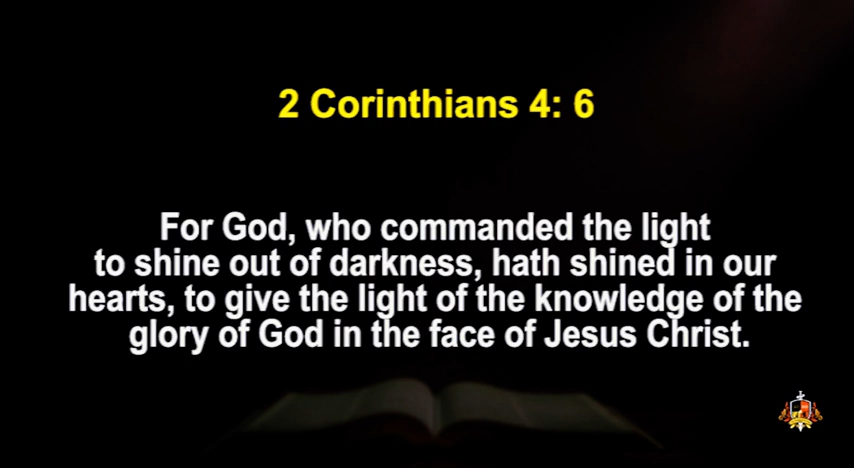 2 Corinthians 4: 6
For God, who commanded the light
to shine out of darkness, hath shined in our
hearts, to give the light of the knowledge of the
glory of God in the face of Jesus Christ.